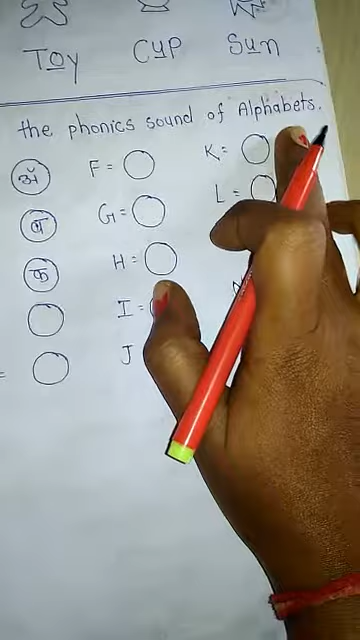 Toy Cup Sun
the phonics sound of Alphabets.
अ‍ॅ F = K =
ब G = L =
क H =
I =
= J